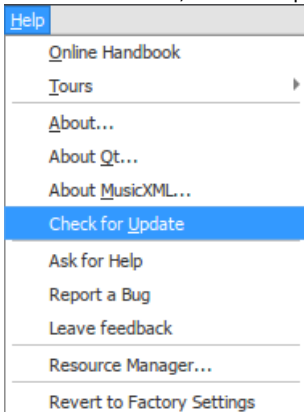 Help
Online Handbook
Tours
About...
About Qt...
About MusicXML...
Check for Update
Ask for Help
Report a Bug
Leave feedback
Resource Manager...
Revert to Factory Settings